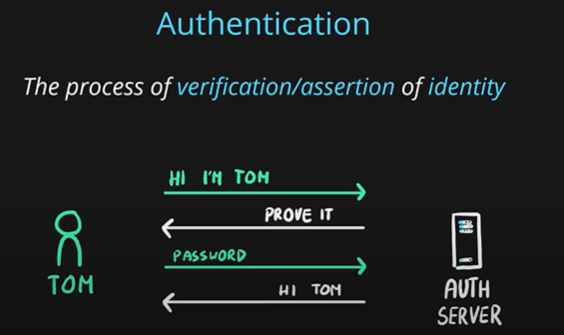 Authentication
The process of verification/assertion of identity
HI I'M TOM
PROVE IT
PASSWORD
HI TOM
TOM
AUTH
SERVER